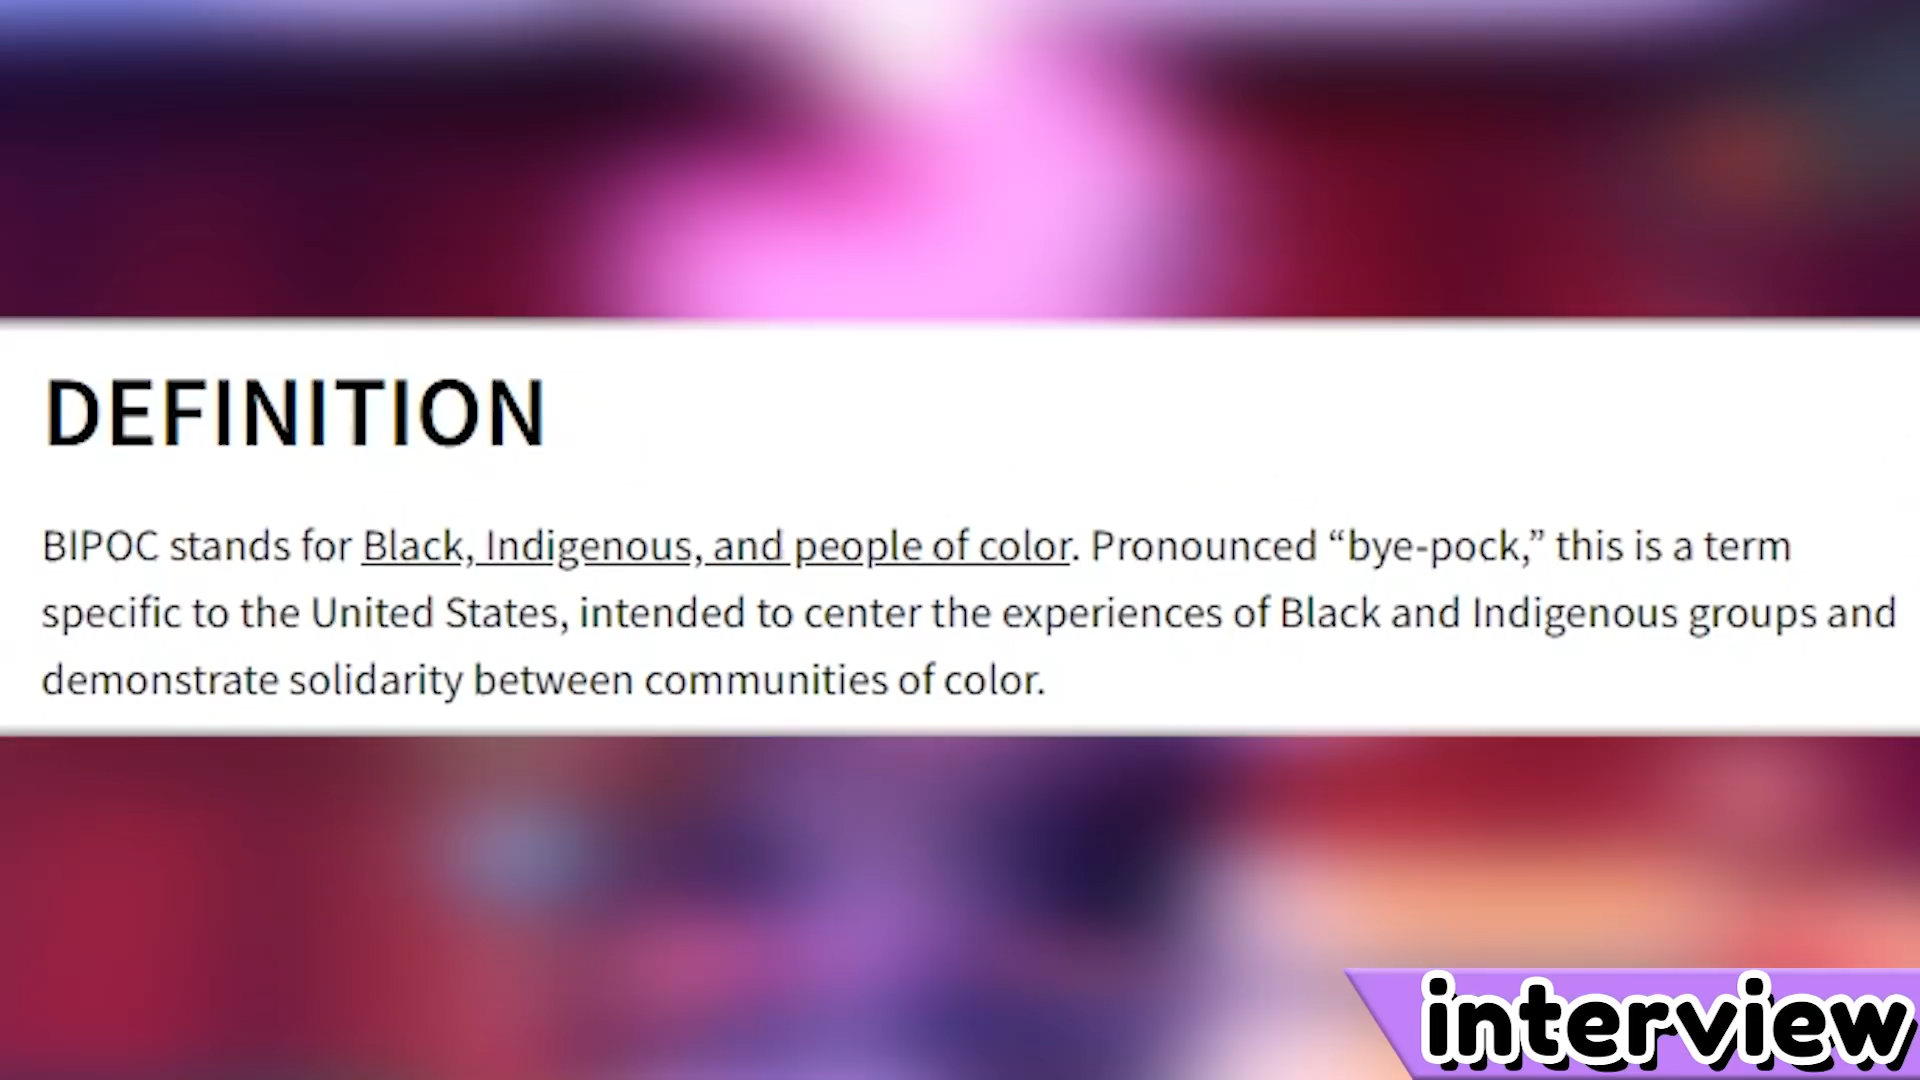 DEFINITION
BIPOC stands for Black, Indigenous, and people of color. Pronounced “bye-pock,” this is a term
specific to the United States, intended to center the experiences of Black and Indigenous groups and
demonstrate solidarity between communities of color.
interview